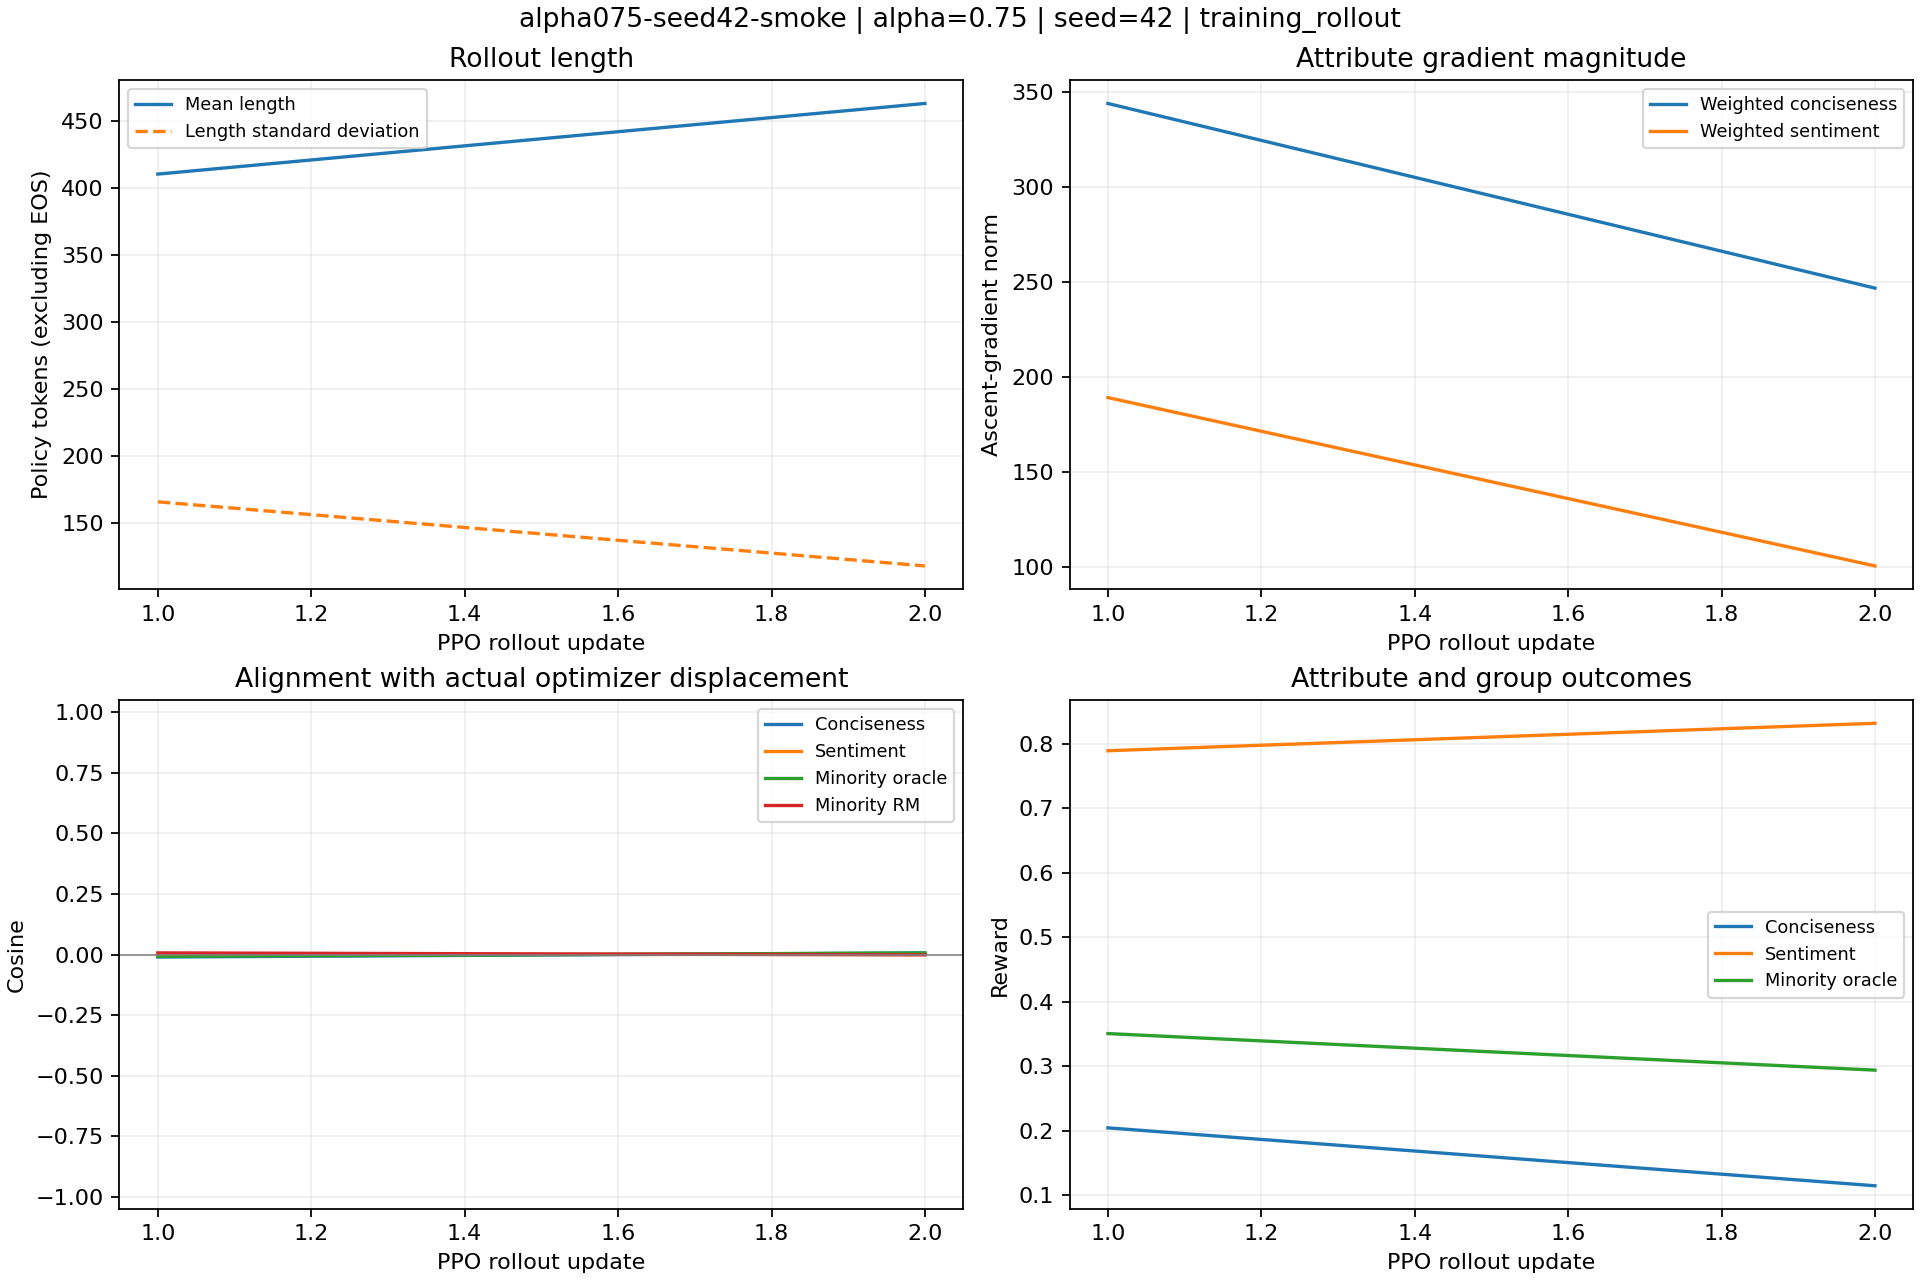 alpha075-seed42-smoke | alpha=0.75 | seed=42 | training_rollout
Rollout length
Mean length
Length standard deviation
Policy tokens (excluding EOS)
450
400
350
300
250
200
150
1.0 1.2 1.4 1.6 1.8 2.0
PPO rollout update
Attribute gradient magnitude
Weighted conciseness
Weighted sentiment
Ascent-gradient norm
350
300
250
200
150
100
1.0 1.2 1.4 1.6 1.8 2.0
PPO rollout update
Alignment with actual optimizer displacement
Conciseness
Sentiment
Minority oracle
Minority RM
Cosine
1.00
0.75
0.50
0.25
0.00
−0.25
−0.50
−0.75
−1.00
1.0 1.2 1.4 1.6 1.8 2.0
PPO rollout update
Attribute and group outcomes
Conciseness
Sentiment
Minority oracle
Reward
0.8
0.7
0.6
0.5
0.4
0.3
0.2
0.1
1.0 1.2 1.4 1.6 1.8 2.0
PPO rollout update